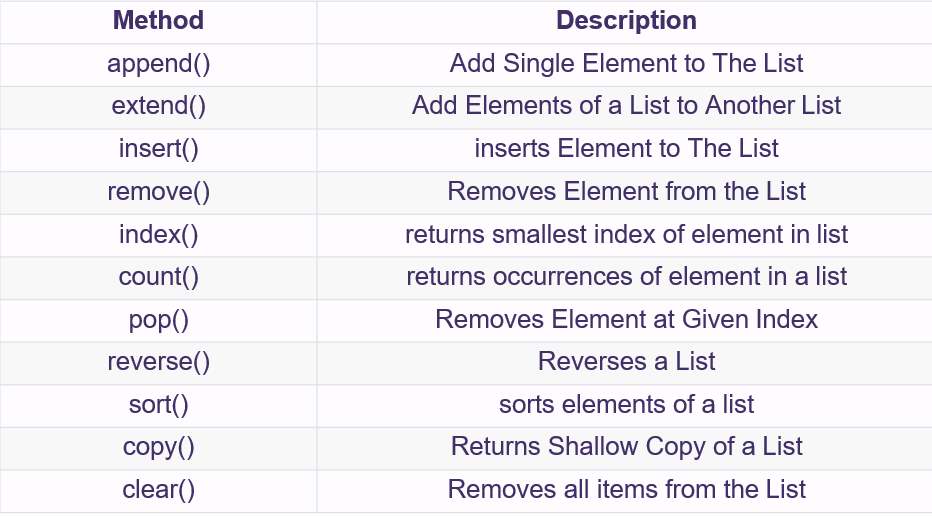 Method Description
append() Add Single Element to The List
extend() Add Elements of a List to Another List
insert() inserts Element to The List
remove() Removes Element from the List
index() returns smallest index of element in list
count() returns occurrences of element in a list
pop() Removes Element at Given Index
reverse() Reverses a List
sort() sorts elements of a list
copy() Returns Shallow Copy of a List
clear() Removes all items from the List